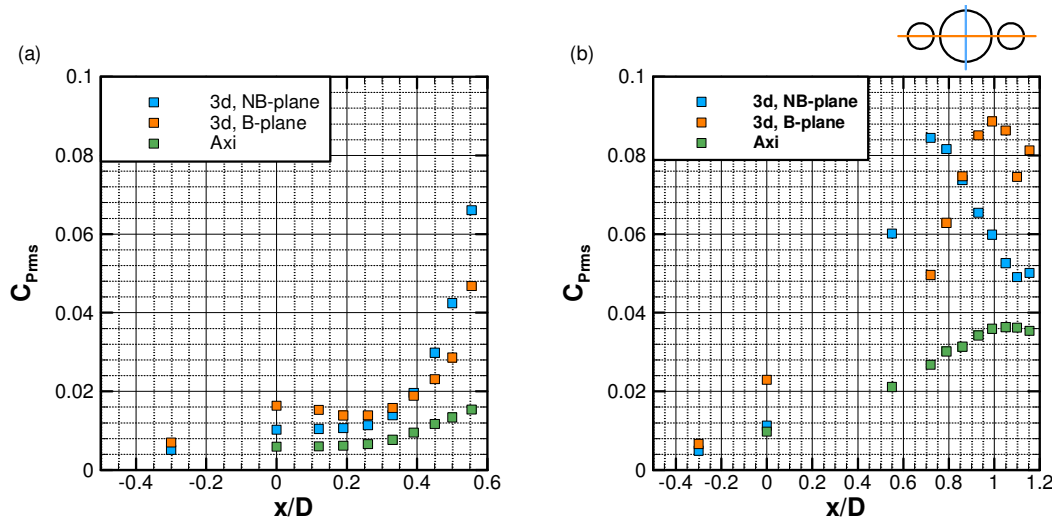 (a)
0.1
0.08
0.06
0.04
0.02
0
C_Prms
3d, NB-plane
3d, B-plane
Axi
-0.4 -0.2 0 0.2 0.4 0.6
x/D
(b)
0.1
0.08
0.06
0.04
0.02
0
C_Prms
3d, NB-plane
3d, B-plane
Axi
-0.4 -0.2 0 0.2 0.4 0.6 0.8 1 1.2
x/D